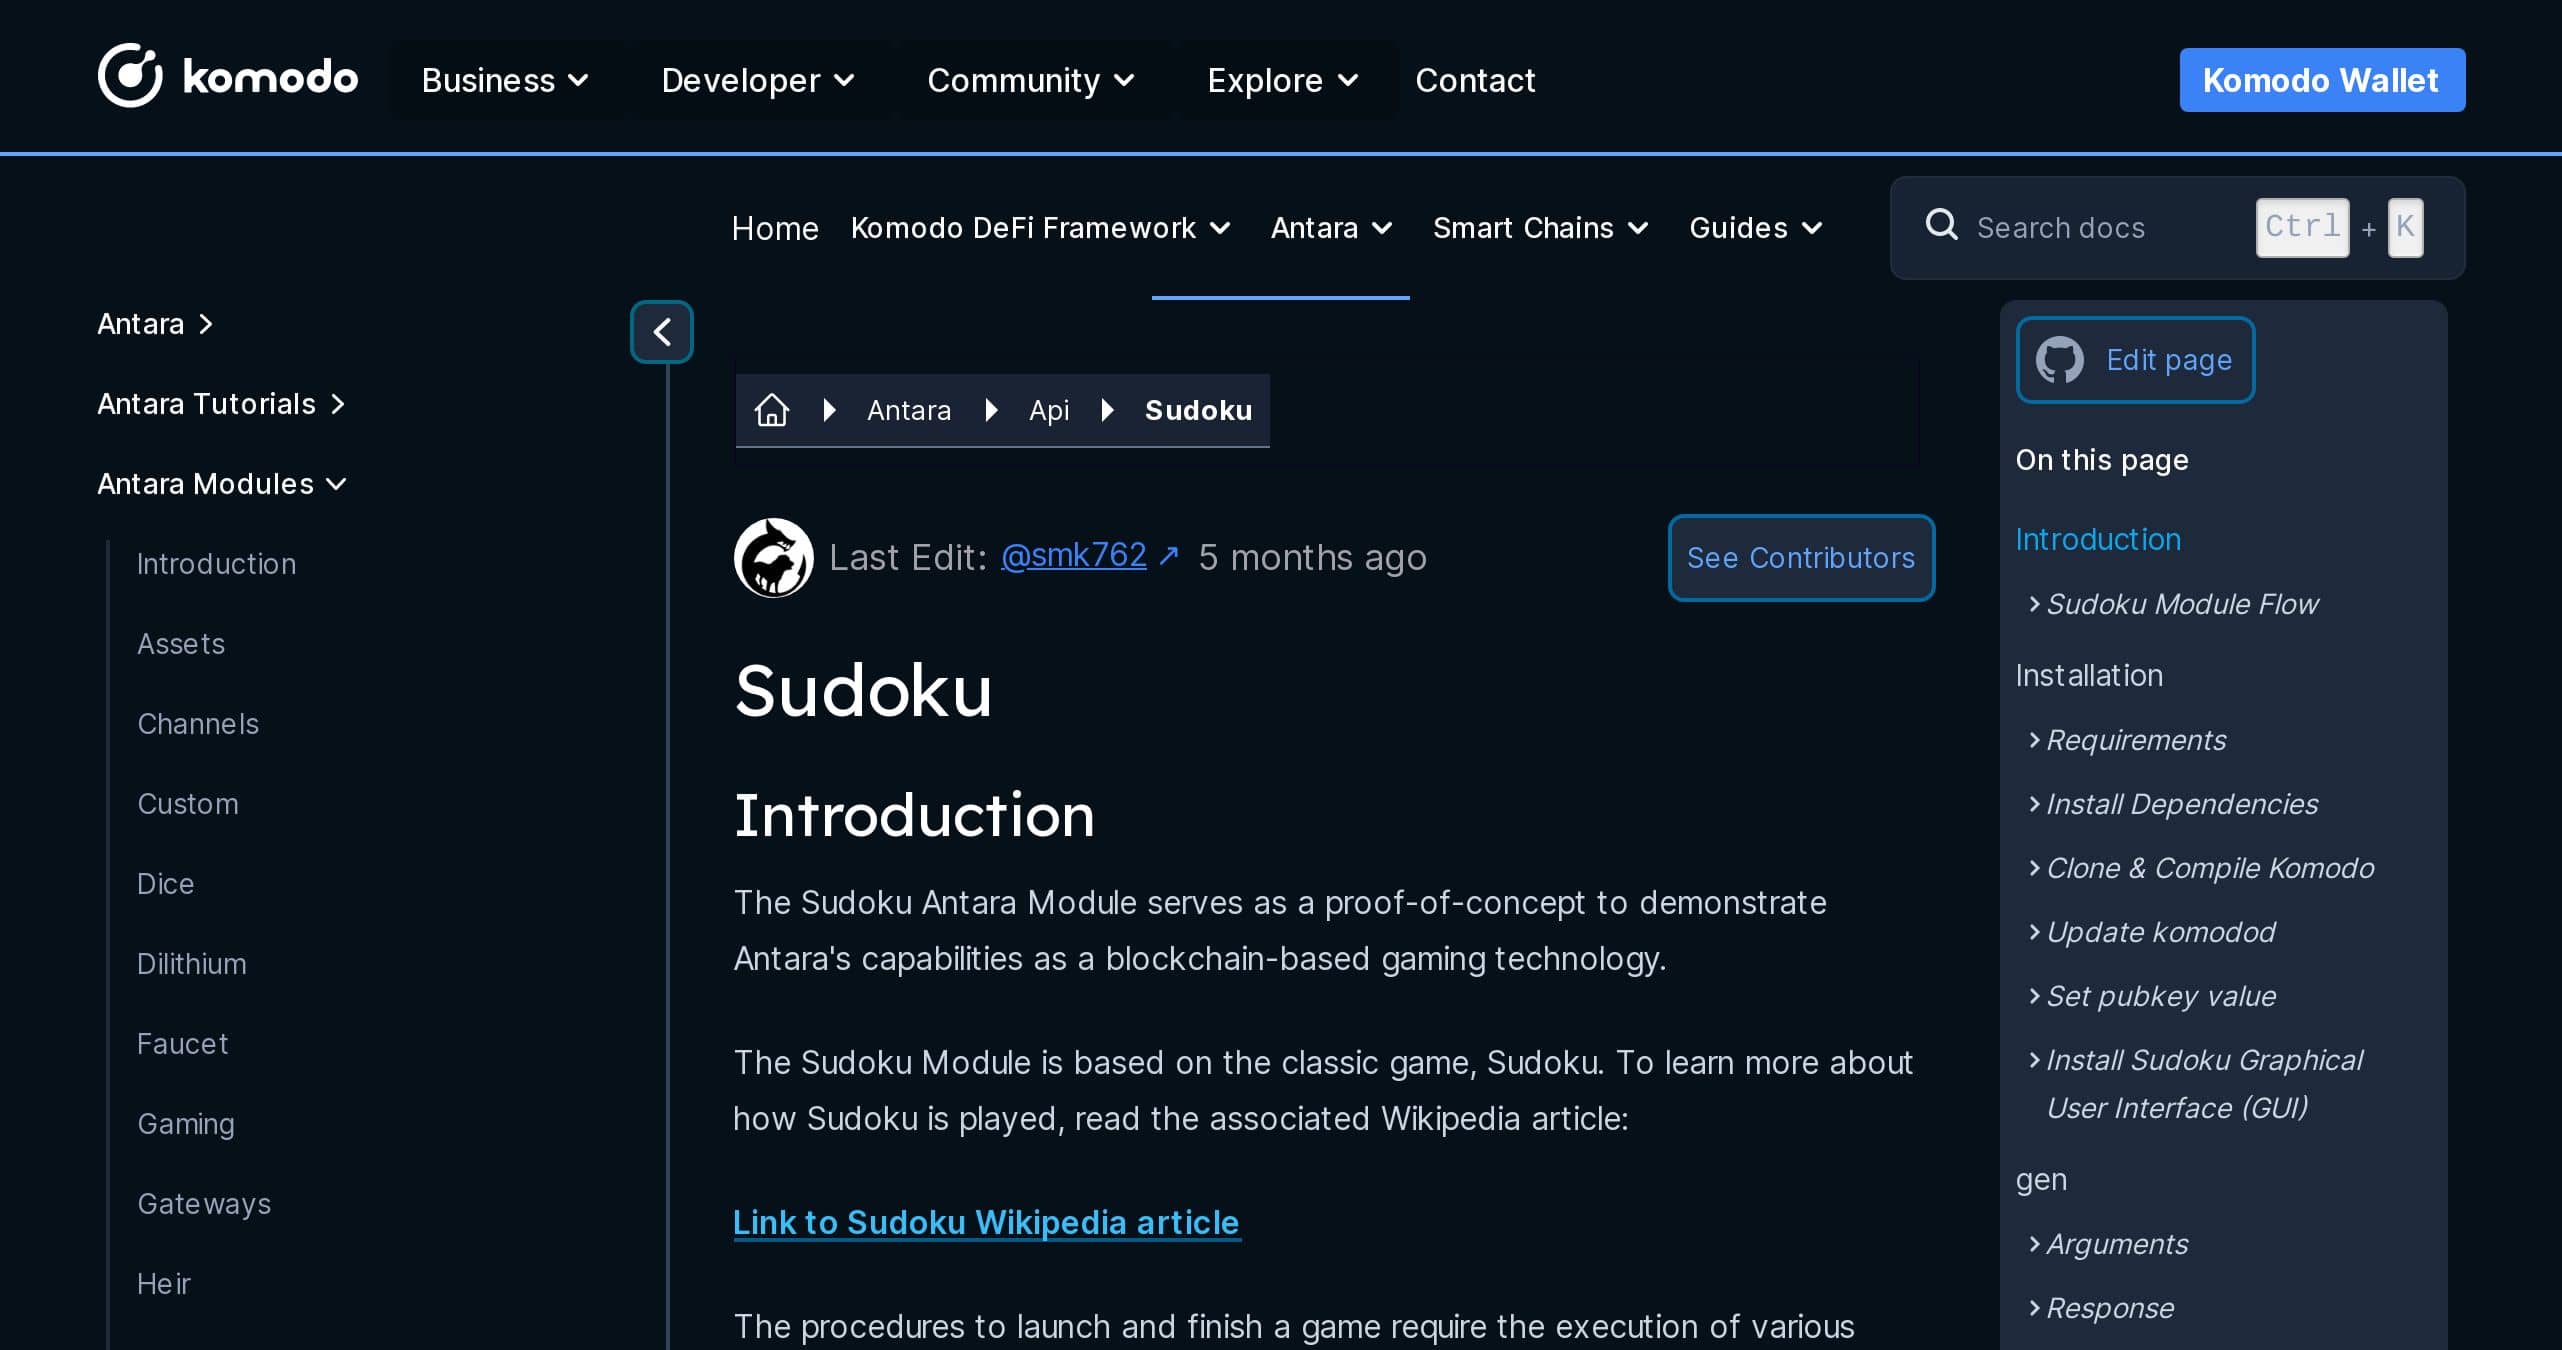 komodo
Business
Developer
Community
Explore
Contact
Komodo Wallet
Home
Komodo DeFi Framework
Antara
Smart Chains
Guides
Search docs
Ctrl + K
Antara
Antara Tutorials
Antara Modules
Introduction
Assets
Channels
Custom
Dice
Dilithium
Faucet
Gaming
Gateways
Heir
Antara
Api
Sudoku
Last Edit: @smk762 ↗ 5 months ago
See Contributors
Sudoku
Introduction
The Sudoku Antara Module serves as a proof-of-concept to demonstrate
Antara's capabilities as a blockchain-based gaming technology.
The Sudoku Module is based on the classic game, Sudoku. To learn more about
how Sudoku is played, read the associated Wikipedia article:
Link to Sudoku Wikipedia article
The procedures to launch and finish a game require the execution of various
Edit page
On this page
Introduction
Sudoku Module Flow
Installation
Requirements
Install Dependencies
Clone & Compile Komodo
Update komodod
Set pubkey value
Install Sudoku Graphical
User Interface (GUI)
gen
Arguments
Response